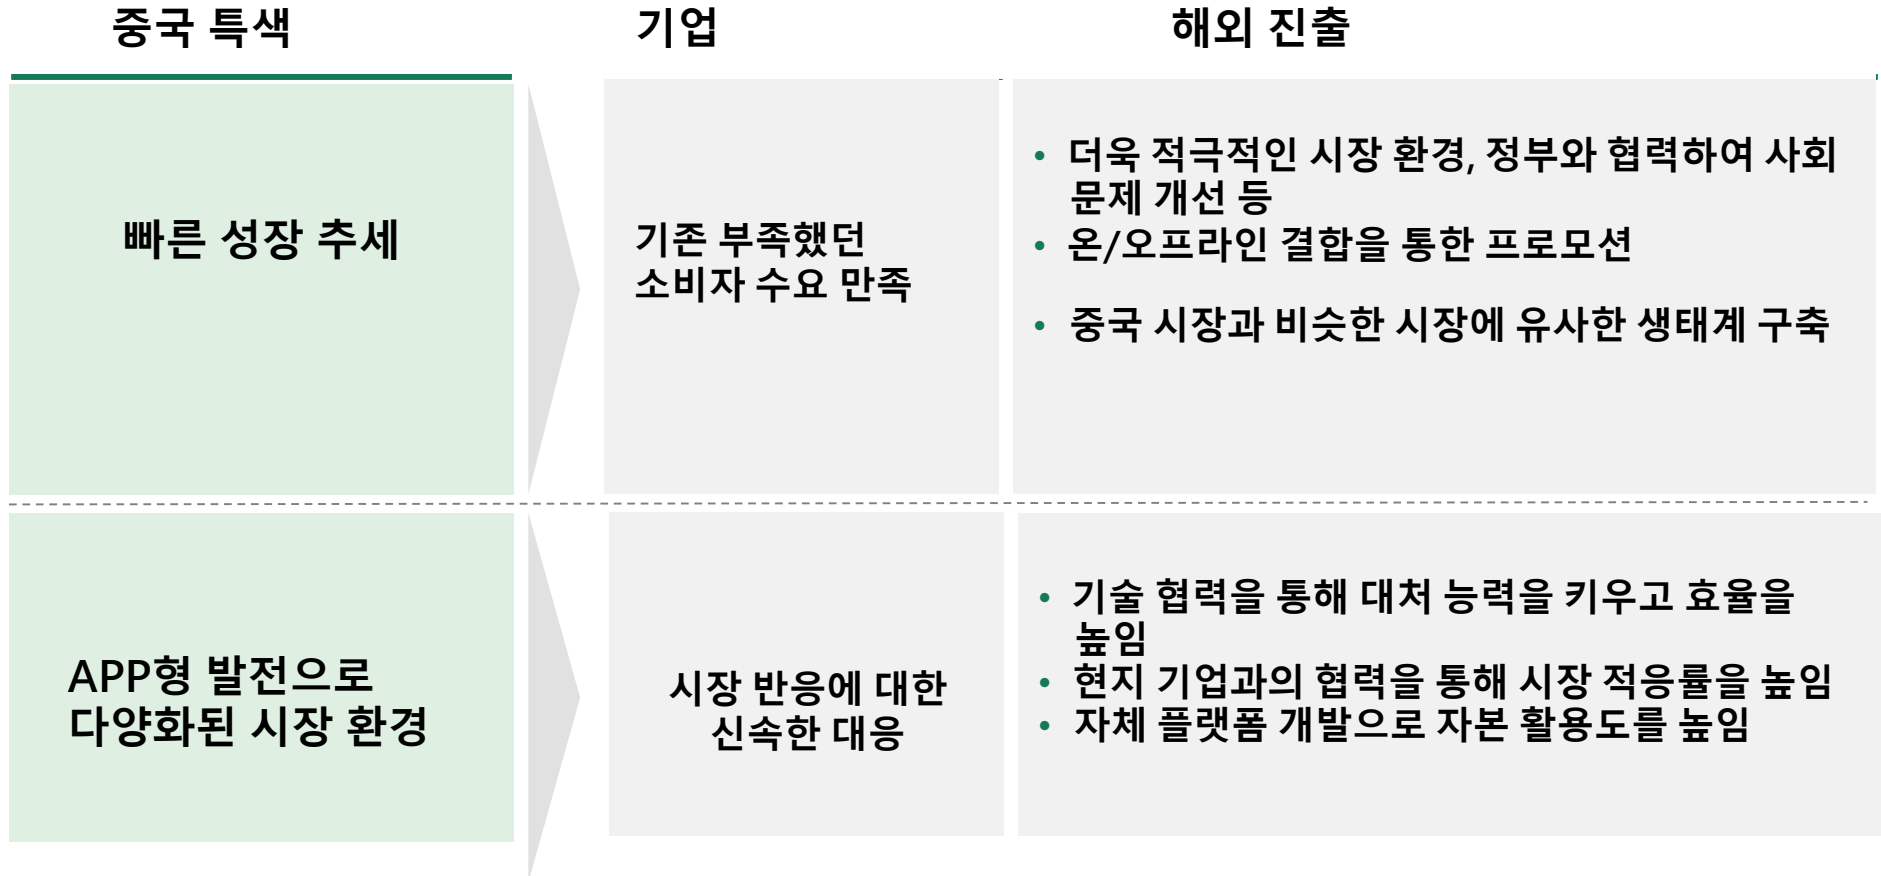 중국 특색
기업
해외 진출
빠른 성장 추세
기존 부족했던
소비자 수요 만족
• 더욱 적극적인 시장 환경, 정부와 협력하여 사회
문제 개선 등
• 온/오프라인 결합을 통한 프로모션
• 중국 시장과 비슷한 시장에 유사한 생태계 구축
APP형 발전으로
다양화된 시장 환경
시장 반응에 대한
신속한 대응
• 기술 협력을 통해 대처 능력을 키우고 효율을
높임
• 현지 기업과의 협력을 통해 시장 적응률을 높임
• 자체 플랫폼 개발으로 자본 활용도를 높임